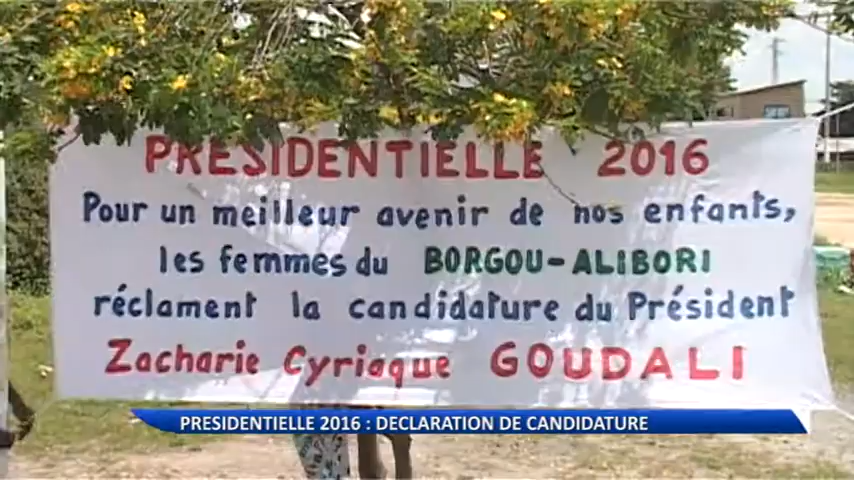 PRESIDENTIELLE 2016
Pour un meilleur avenir de nos enfants,
les femmes du BORGOU-ALIBORI
réclament la candidature du Président
Zacharie Cyriaque GOUDALI
PRESIDENTIELLE 2016 : DECLARATION DE CANDIDATURE